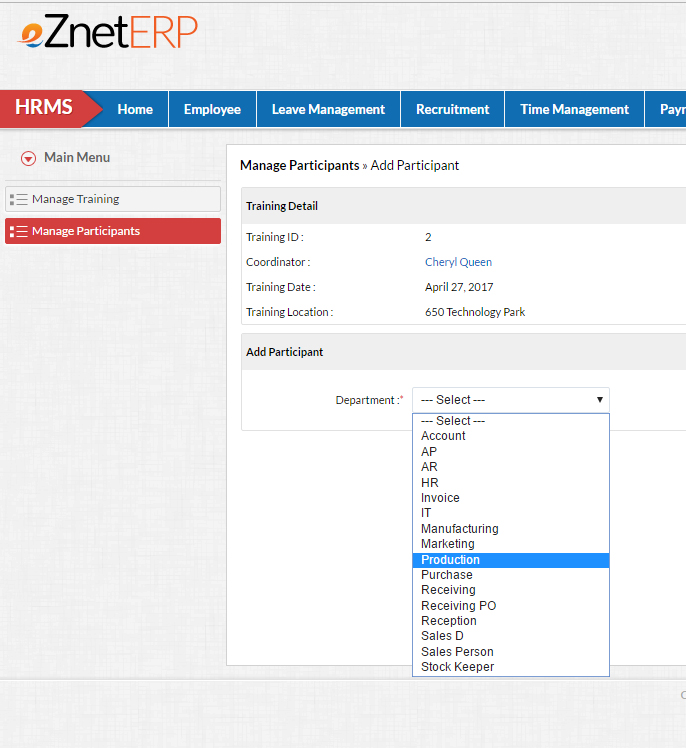 eZnetERP
HRMS
Home
Employee
Leave Management
Recruitment
Time Management
Main Menu
Manage Training
Manage Participants
Manage Participants » Add Participant
Training Detail
Training ID : 2
Coordinator : Cheryl Queen
Training Date : April 27, 2017
Training Location : 650 Technology Park
Add Participant
Department :* --- Select ---
--- Select ---
Account
AP
AR
HR
Invoice
IT
Manufacturing
Marketing
Production
Purchase
Receiving
Receiving PO
Reception
Sales D
Sales Person
Stock Keeper